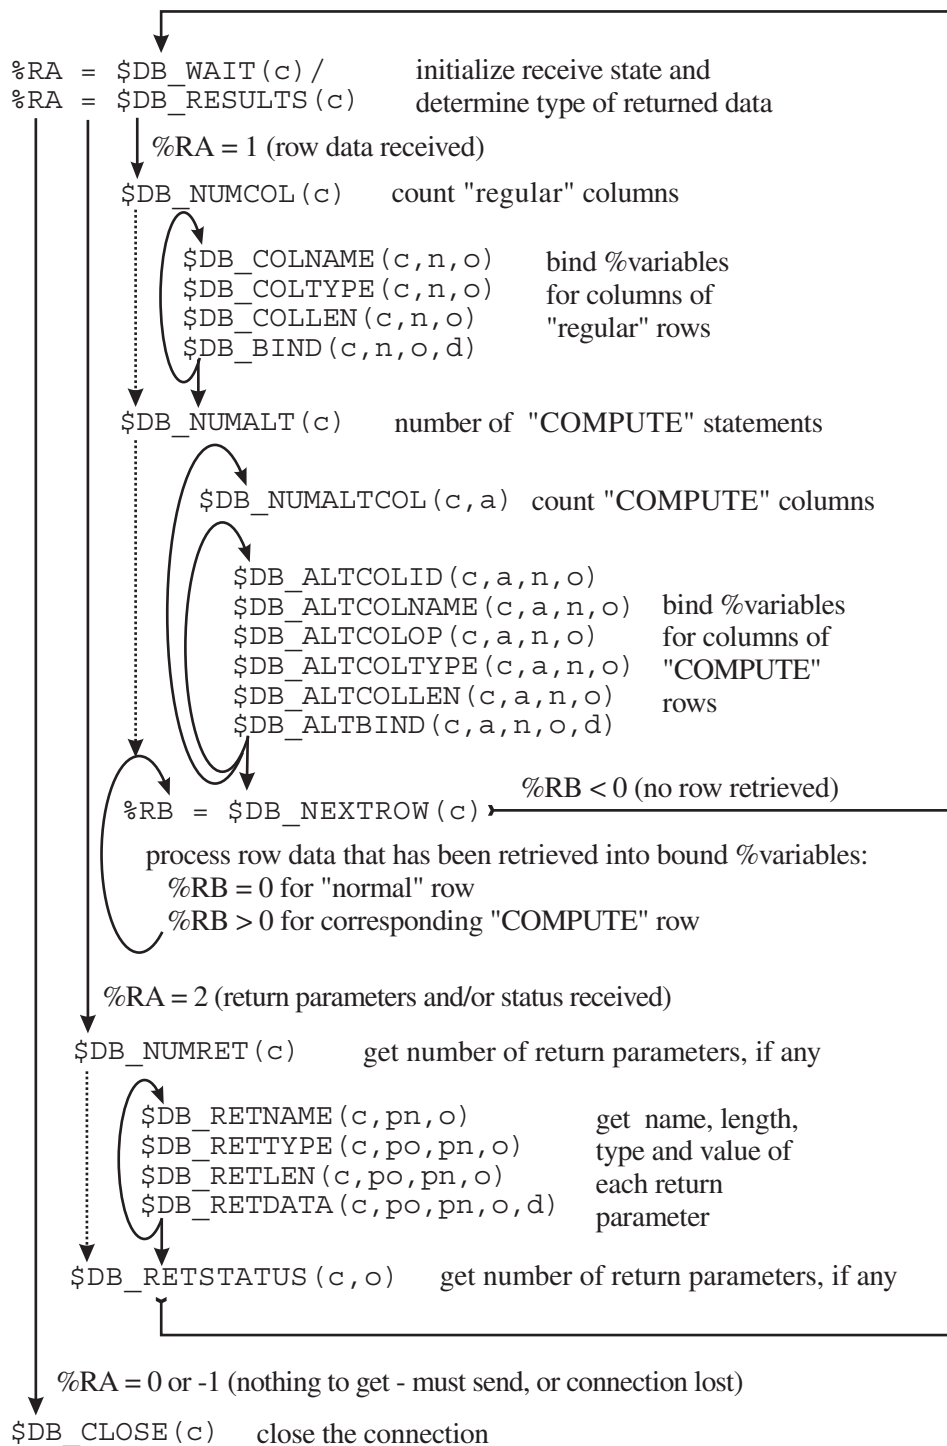 %RA = $DB_WAIT(c)/ initialize receive state and
%RA = $DB_RESULTS(c) determine type of returned data
%RA = 1 (row data received)
$DB_NUMCOL(c) count "regular" columns
$DB_COLNAME(c,n,o) bind %variables
$DB_COLTYPE(c,n,o) for columns of
$DB_COLLEN(c,n,o) "regular" rows
$DB_BIND(c,n,o,d)
$DB_NUMALT(c) number of "COMPUTE" statements
$DB_NUMALTCOL(c,a) count "COMPUTE" columns
$DB_ALTCOLID(c,a,n,o)
$DB_ALTCOLNAME(c,a,n,o) bind %variables
$DB_ALTCOLOP(c,a,n,o) for columns of
$DB_ALTCOLTYPE(c,a,n,o) "COMPUTE"
$DB_ALTCOLLEN(c,a,n,o) rows
$DB_ALTBIND(c,a,n,o,d)
%RB < 0 (no row retrieved)
%RB = $DB_NEXTROW(c)
process row data that has been retrieved into bound %variables:
%RB = 0 for "normal" row
%RB > 0 for corresponding "COMPUTE" row
%RA = 2 (return parameters and/or status received)
$DB_NUMRET(c) get number of return parameters, if any
$DB_RETNAME(c,pn,o) get name, length,
$DB_RETTYPE(c,po,pn,o) type and value of
$DB_RETLEN(c,po,pn,o) each return
$DB_RETDATA(c,po,pn,o,d) parameter
$DB_RETSTATUS(c,o) get number of return parameters, if any
%RA = 0 or -1 (nothing to get - must send, or connection lost)
$DB_CLOSE(c) close the connection